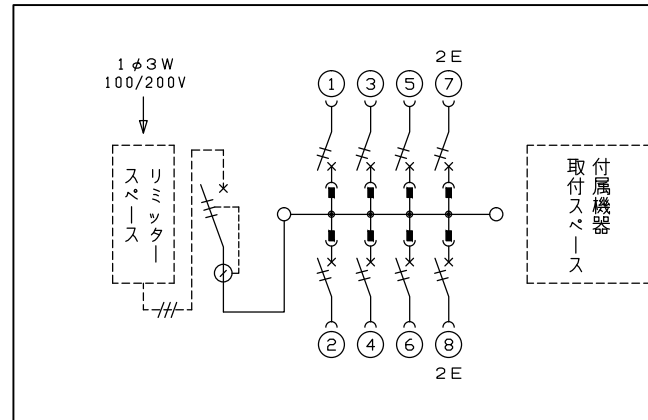 2E
1φ3W
100/200V
① ③ ⑤ ⑦
リミッター
スペース
付属機器
取付スペース
② ④ ⑥ ⑧
2E